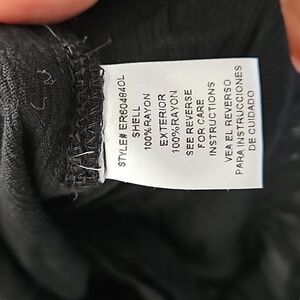 STYLE# ER604840L
SHELL
100%RAYON
EXTERIOR
100%RAYON
SEE REVERSE
FOR CARE
INSTRUCTIONS
VEA EL REVERSO
PARA INSTRUCCIONES
DE CUIDADO